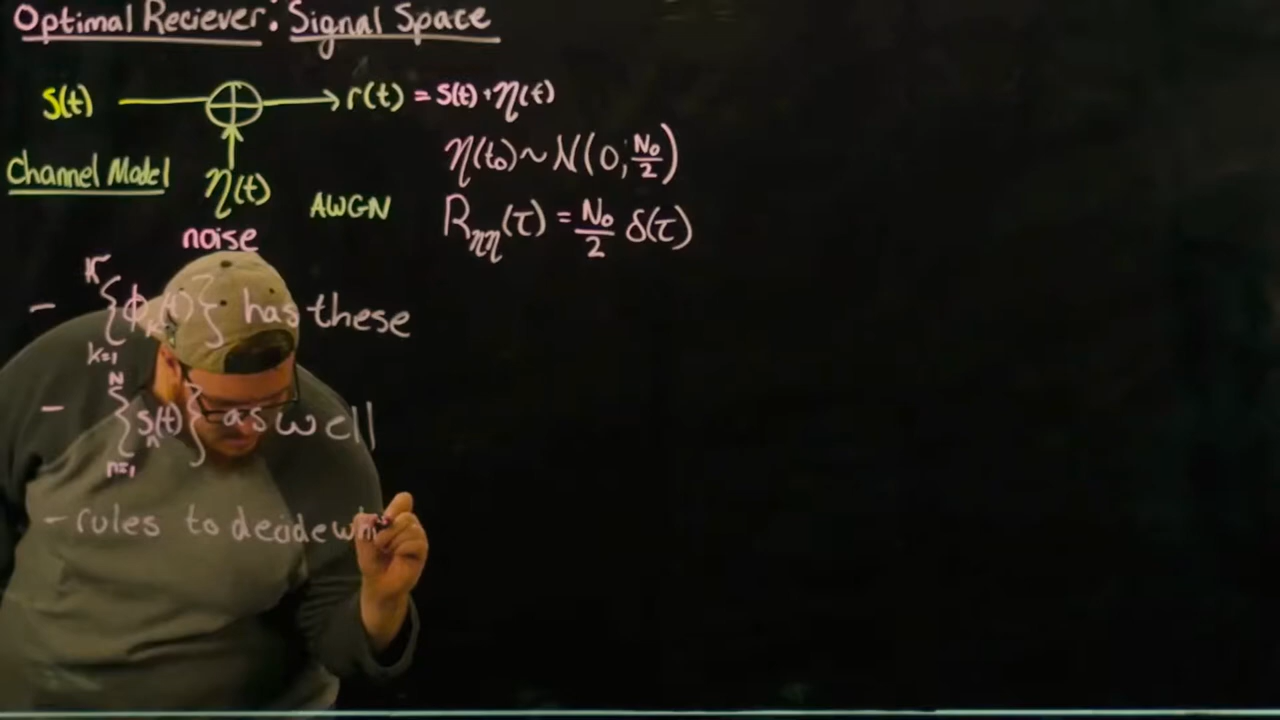 Optimal Reciever: Signal Space
s(t) r(t) = s(t) + η(t)
η(t₀) ~ N(0, N₀/2)
Channel Model η(t) AWGN
R_ηη(τ) = N₀/2 δ(τ)
noise
- {ϕ_k(t)}_{k=1}^{K} has these
- {s_n(t)}_{n=1}^{N} as well
- rules to decide whi